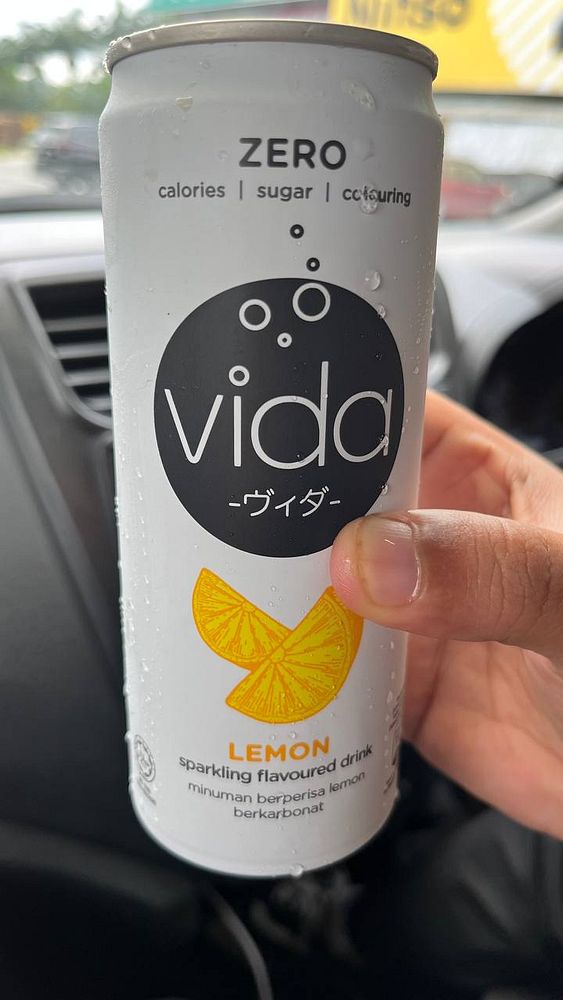 ZERO
calories | sugar | colouring
vida
-ヴィダ-
LEMON
sparkling flavoured drink
minuman berperisa lemon
berkarbonat